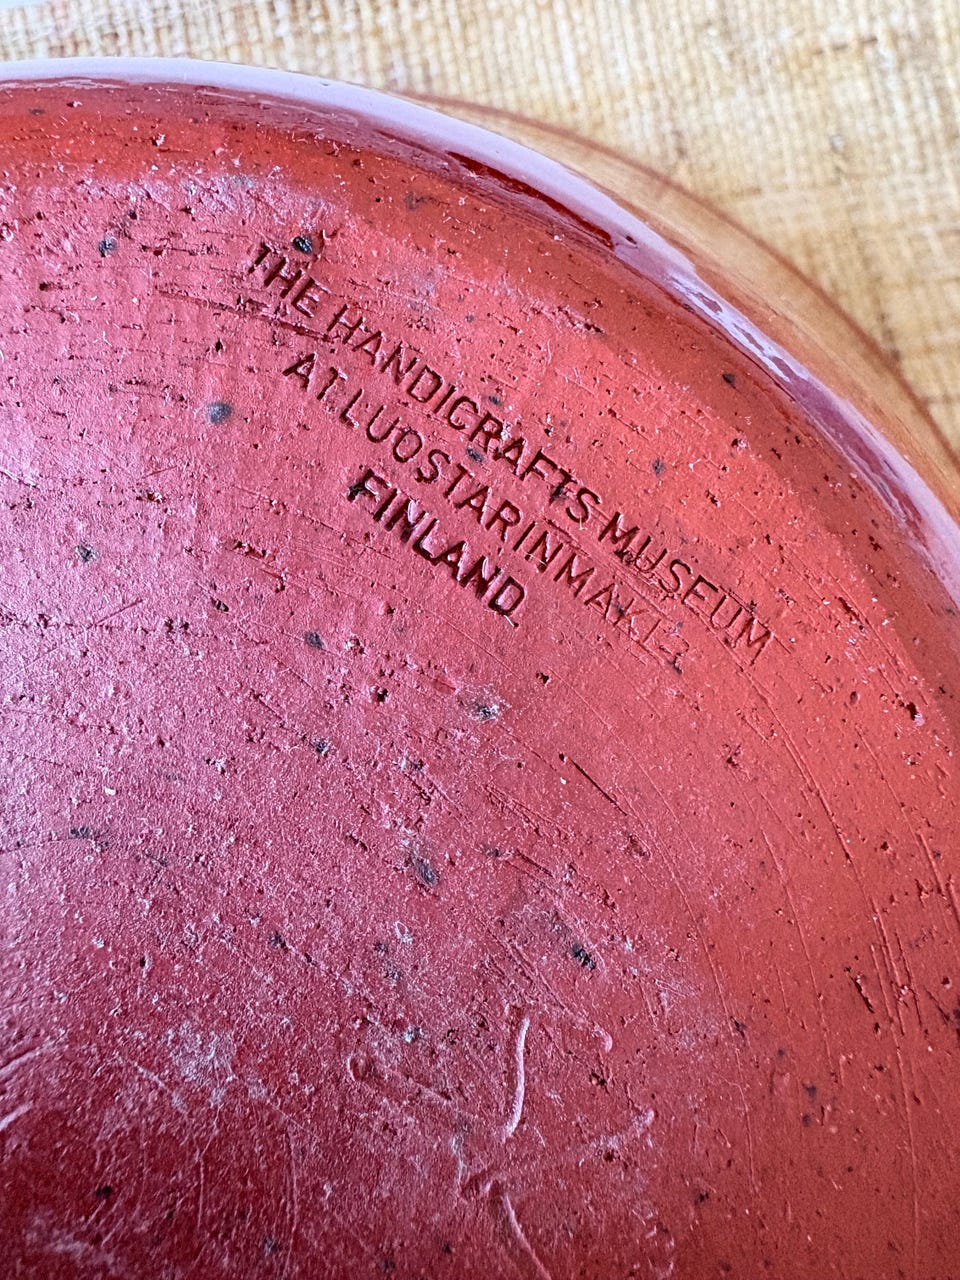 THE HANDICRAFTS MUSEUM
AT LUOSTARINMÄKI
FINLAND